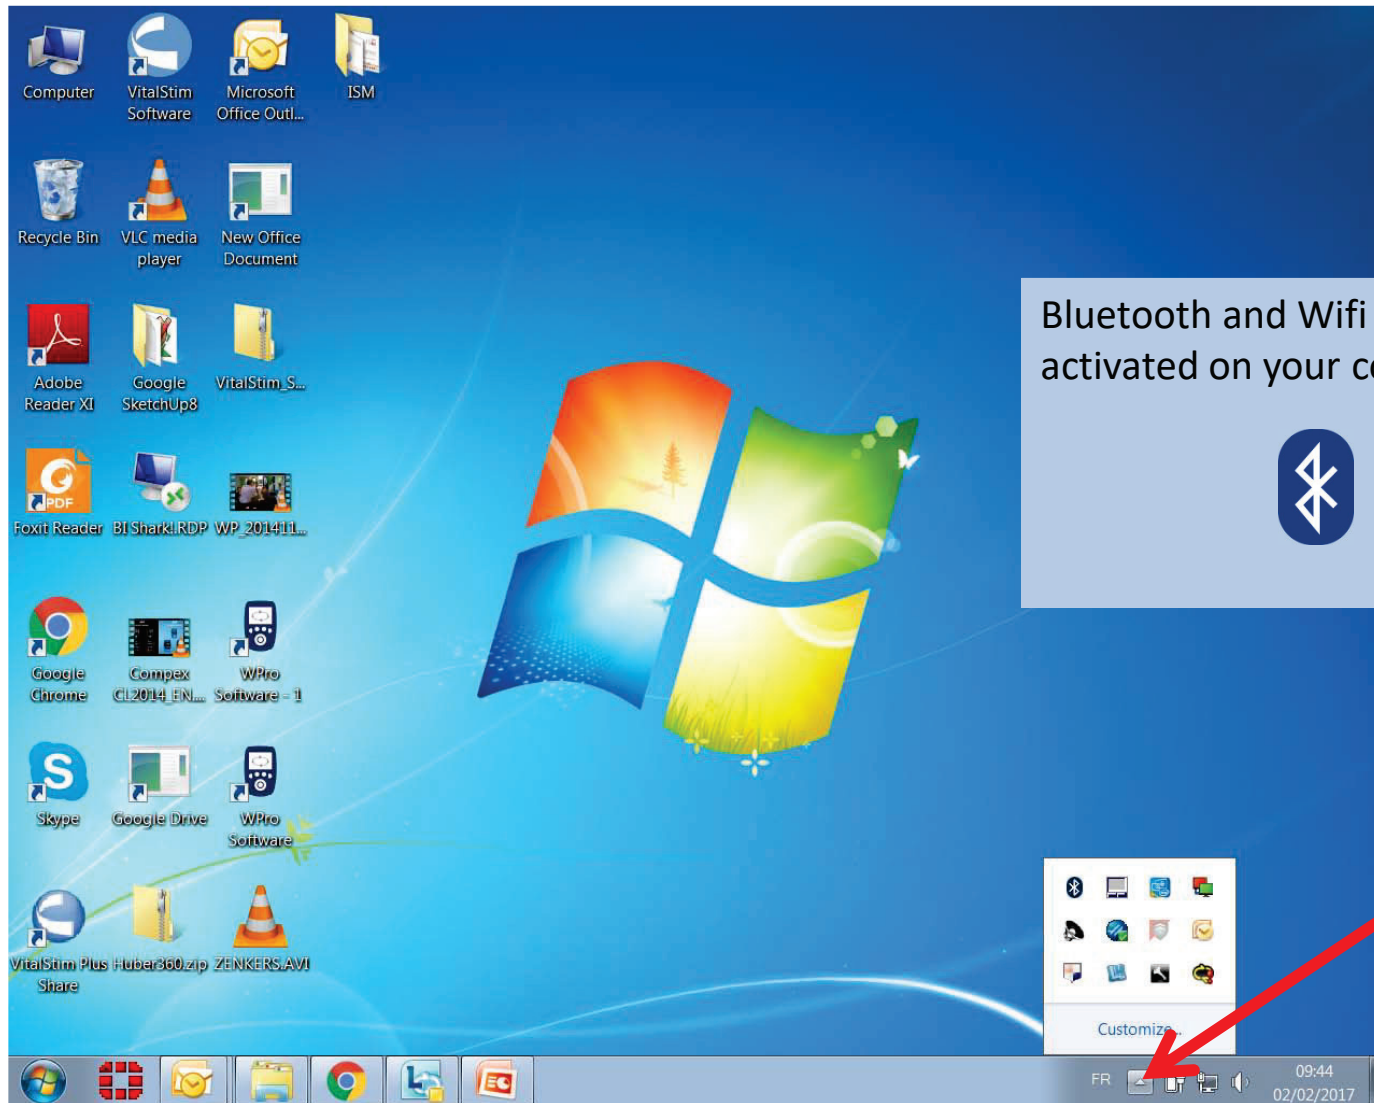 Computer
VitalStim
Software
Microsoft
Office Outl...
ISM
Recycle Bin
VLC media
player
New Office
Document
Adobe
Reader XI
Google
SketchUp8
VitalStim_S...
PDF
Foxit Reader
BI Shark!.RDP
WP_201411...
Google
Chrome
Compex
CL2014_EN....
WPro
Software - 1
Skype
Google Drive
WPro
Software
VitalStim Plus
Share
Huber360.zip
ZENKERS.AVI
Bluetooth and Wifi
activated on your
Customize...
FR
09:44
02/02/2017